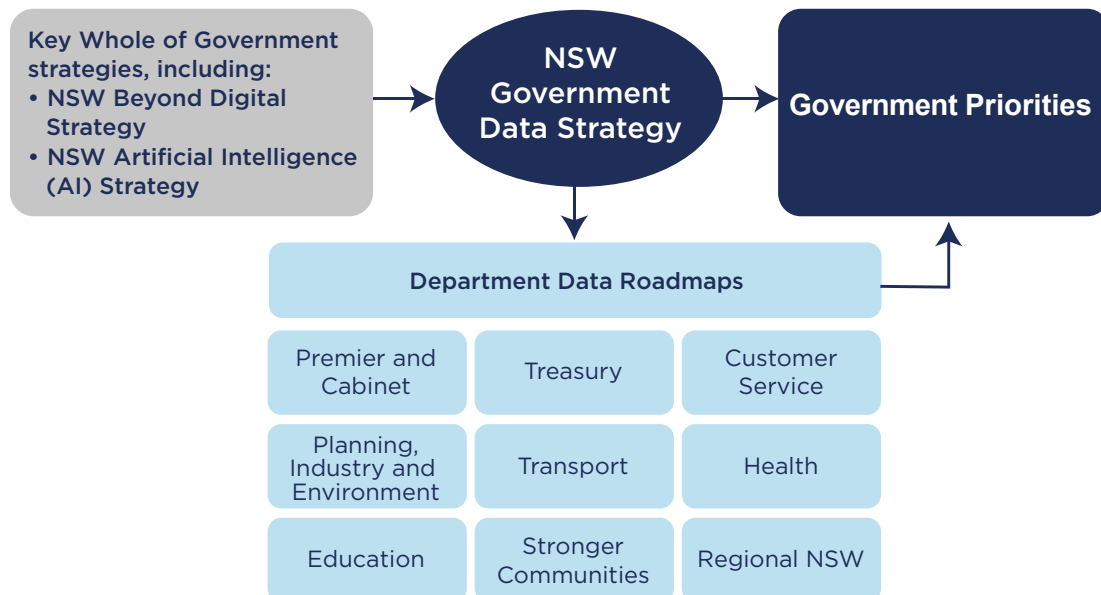 Key Whole of Government
strategies, including:
• NSW Beyond Digital
Strategy
• NSW Artificial Intelligence
(AI) Strategy
NSW
Government
Data Strategy
Government Priorities
Department Data Roadmaps
Premier and
Cabinet
Treasury
Customer
Service
Planning,
Industry and
Environment
Transport
Health
Education
Stronger
Communities
Regional NSW